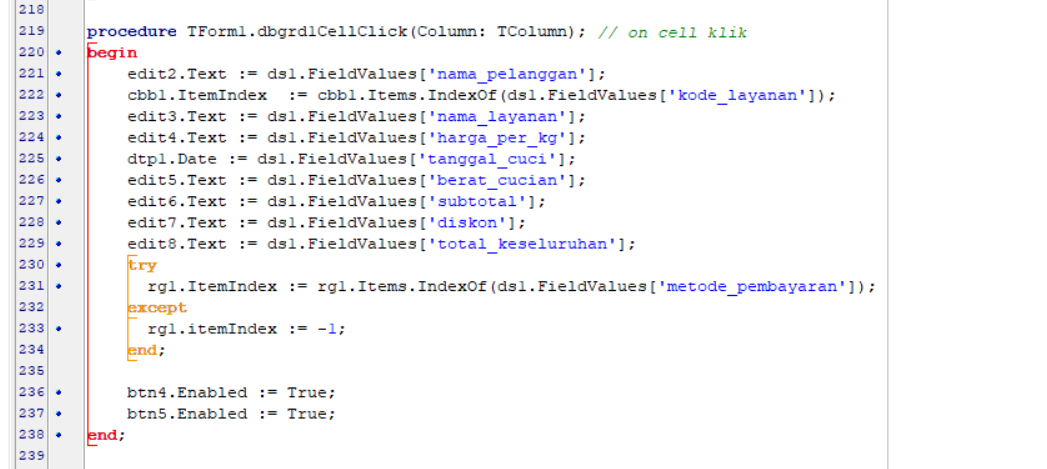 218
219 procedure TForm1.dbgrd1CellClick(Column: TColumn); // on cell klik
220 begin
221 edit2.Text := ds1.FieldValues['nama_pelanggan'];
222 cbb1.ItemIndex  := cbb1.Items.IndexOf(ds1.FieldValues['kode_layanan']);
223 edit3.Text := ds1.FieldValues['nama_layanan'];
224 edit4.Text := ds1.FieldValues['harga_per_kg'];
225 dtp1.Date := ds1.FieldValues['tanggal_cuci'];
226 edit5.Text := ds1.FieldValues['berat_cucian'];
227 edit6.Text := ds1.FieldValues['subtotal'];
228 edit7.Text := ds1.FieldValues['diskon'];
229 edit8.Text := ds1.FieldValues['total_keseluruhan'];
230 try
231 rg1.ItemIndex := rg1.Items.IndexOf(ds1.FieldValues['metode_pembayaran']);
232 except
233 rg1.itemIndex := -1;
234 end;
235
236 btn4.Enabled := True;
237 btn5.Enabled := True;
238 end;
239